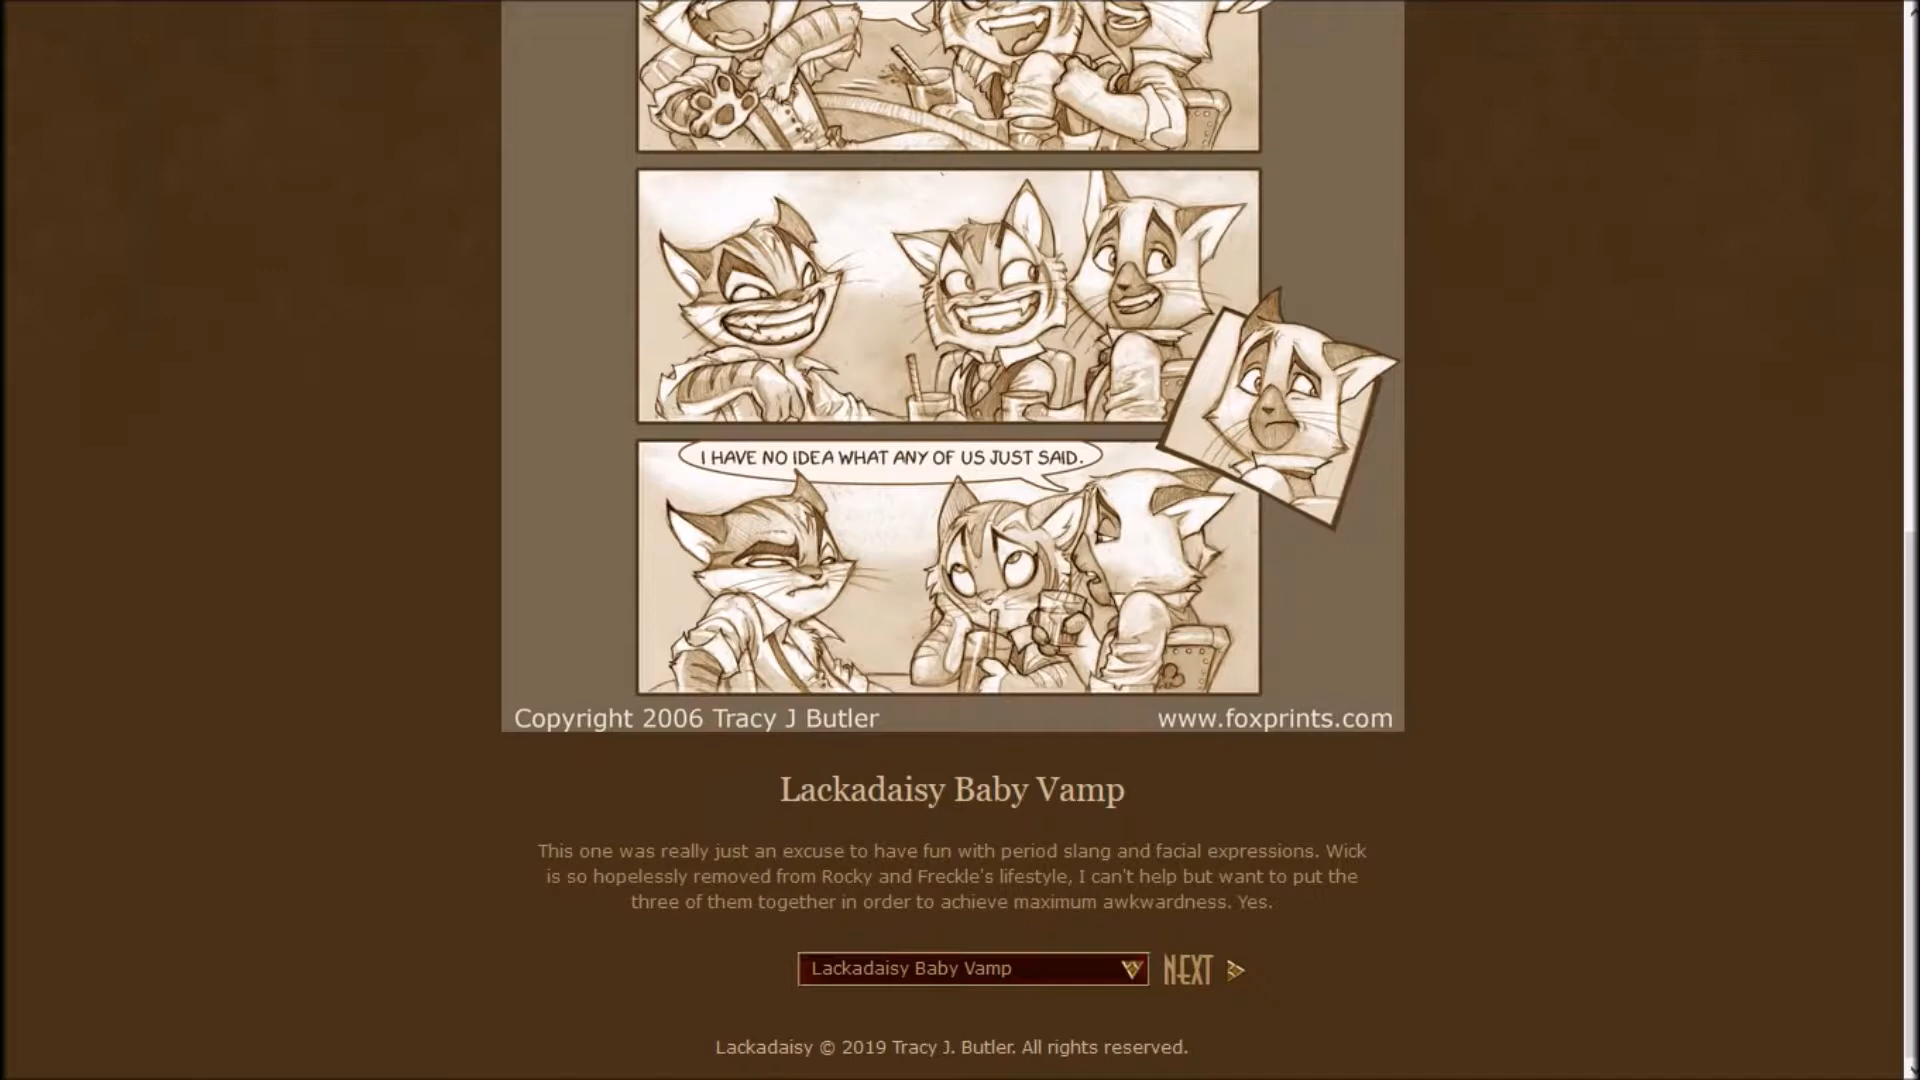 I HAVE NO IDEA WHAT ANY OF US JUST SAID.
Copyright 2006 Tracy J Butler
www.foxprints.com
Lackadaisy Baby Vamp
This one was really just an excuse to have fun with period slang and facial expressions. Wick
is so hopelessly removed from Rocky and Freckle's lifestyle, I can't help but want to put the
three of them together in order to achieve maximum awkwardness. Yes.
Lackadaisy Baby Vamp
NEXT
Lackadaisy © 2019 Tracy J. Butler. All rights reserved.